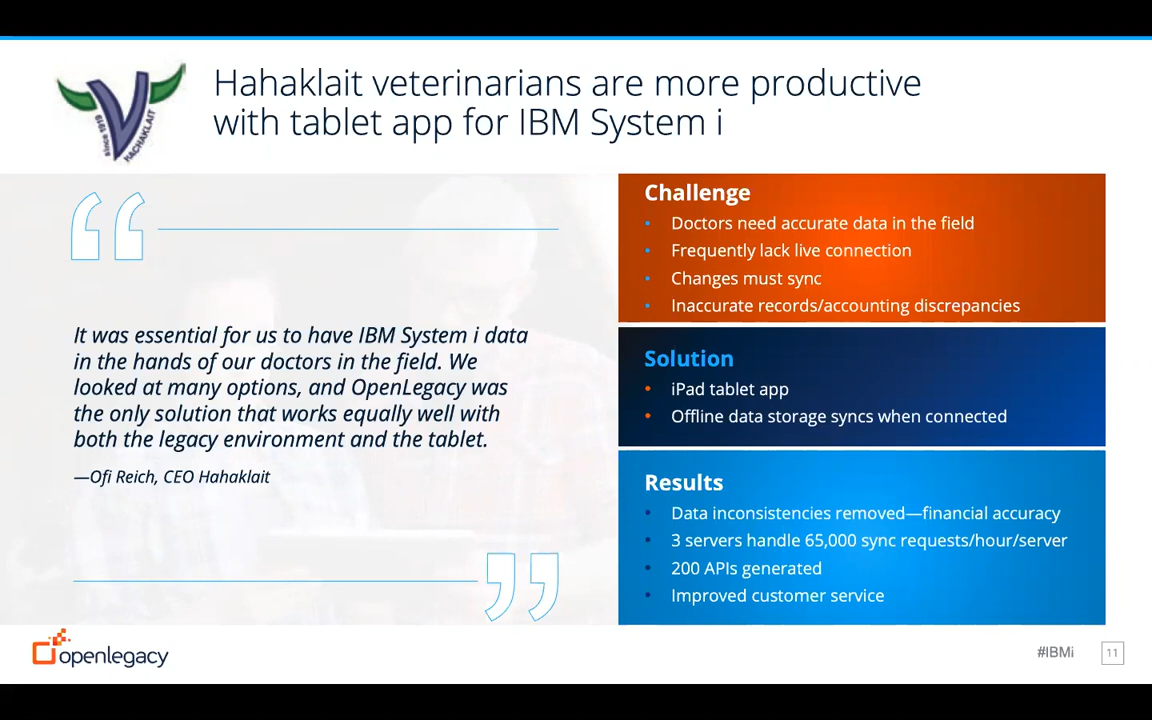 since 1919
HACHAKLAIT
Hahaklait veterinarians are more productive
with tablet app for IBM System i
It was essential for us to have IBM System i data
in the hands of our doctors in the field. We
looked at many options, and OpenLegacy was
the only solution that works equally well with
both the legacy environment and the tablet.
—Ofi Reich, CEO Hahaklait
Challenge
• Doctors need accurate data in the field
• Frequently lack live connection
• Changes must sync
• Inaccurate records/accounting discrepancies
Solution
• iPad tablet app
• Offline data storage syncs when connected
Results
• Data inconsistencies removed—financial accuracy
• 3 servers handle 65,000 sync requests/hour/server
• 200 APIs generated
• Improved customer service
openlegacy
#IBMi
11